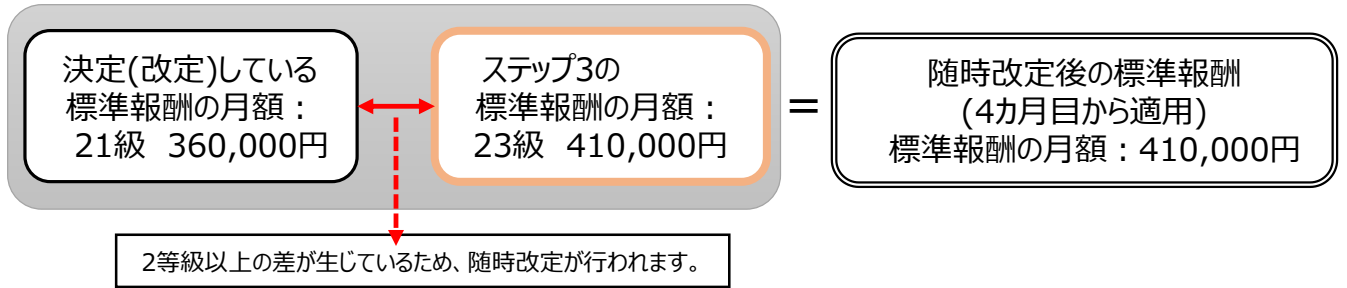 決定(改定)している
標準報酬の月額：
21級 360,000円
ステップ3の
標準報酬の月額：
23級 410,000円
＝
随時改定後の標準報酬
(4カ月目から適用)
標準報酬の月額：410,000円
2等級以上の差が生じているため、随時改定が行われます。